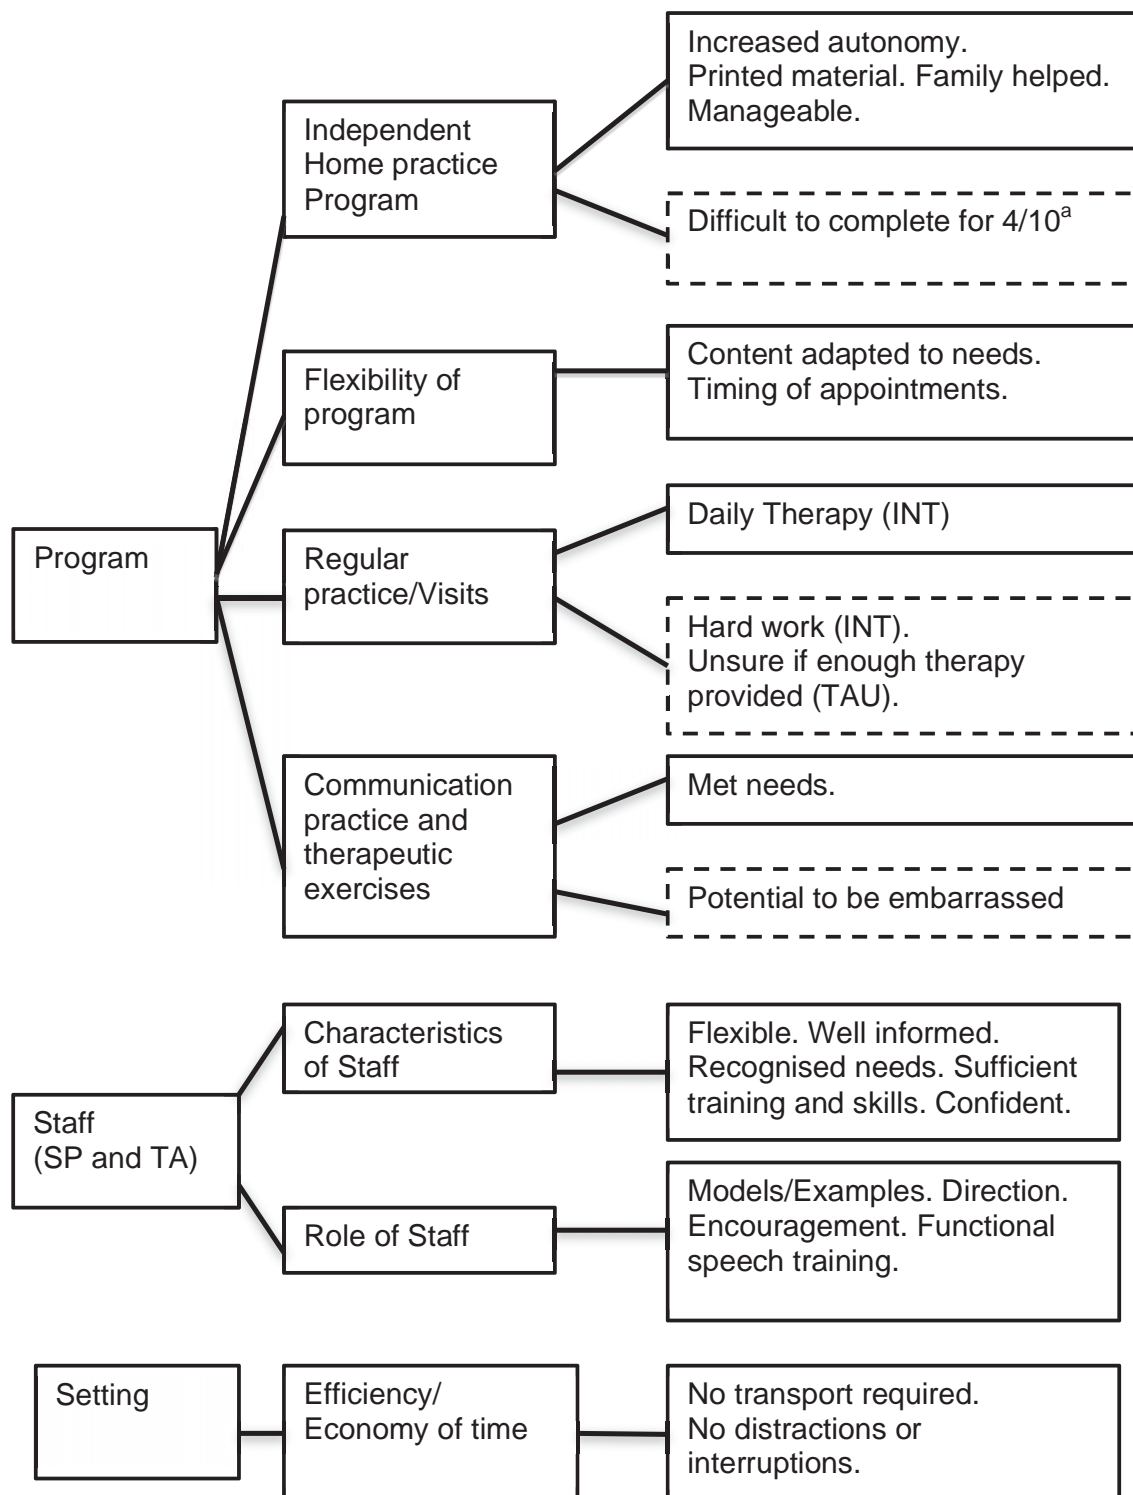 Program
Independent
Home practice
Program
Increased autonomy.
Printed material. Family helped.
Manageable.
Difficult to complete for 4/10ᵃ
Flexibility of
program
Content adapted to needs.
Timing of appointments.
Regular
practice/Visits
Daily Therapy (INT)
Hard work (INT).
Unsure if enough therapy
provided (TAU).
Communication
practice and
therapeutic
exercises
Met needs.
Potential to be embarrassed
Staff
(SP and TA)
Characteristics
of Staff
Flexible. Well informed.
Recognised needs. Sufficient
training and skills. Confident.
Role of Staff
Models/Examples. Direction.
Encouragement. Functional
speech training.
Setting
Efficiency/
Economy of time
No transport required.
No distractions or
interruptions.